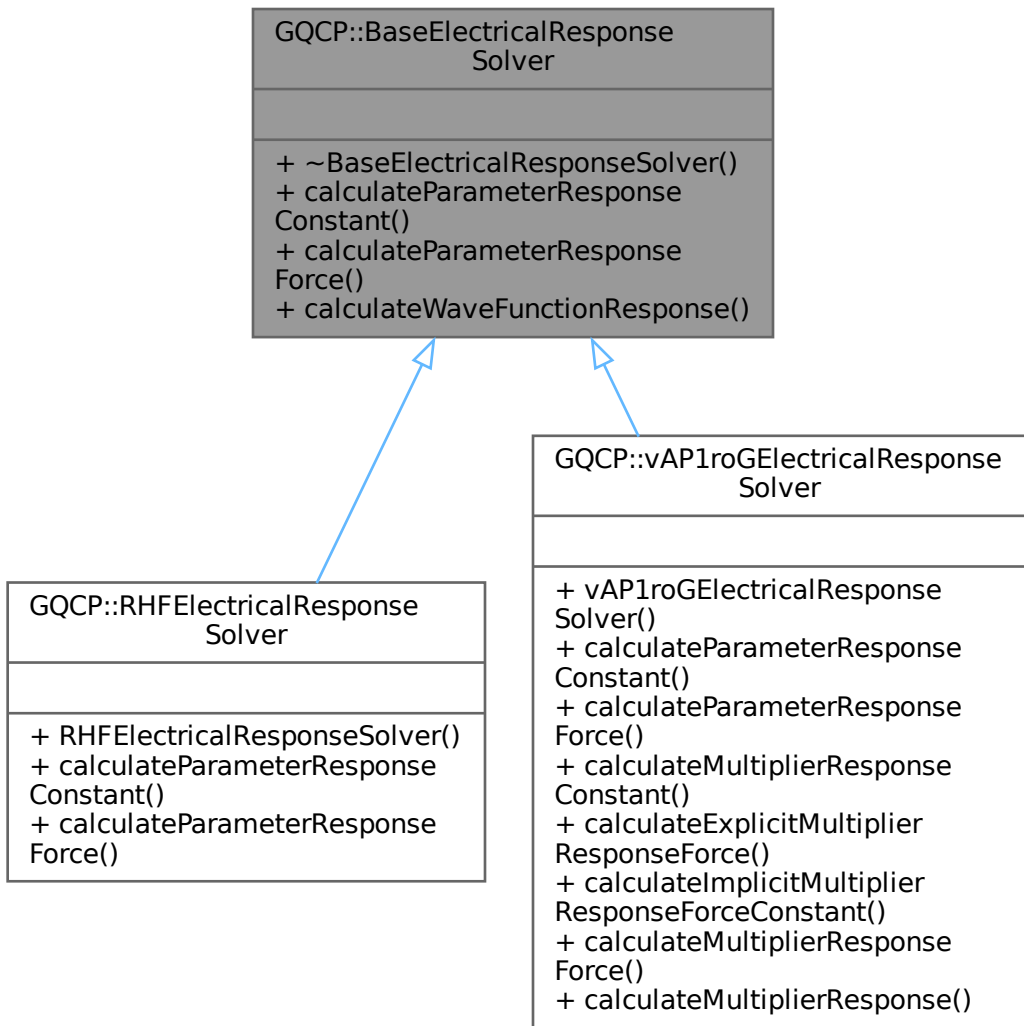 GQCP::BaseElectricalResponse
Solver
+ ~BaseElectricalResponseSolver()
+ calculateParameterResponse
Constant()
+ calculateParameterResponse
Force()
+ calculateWaveFunctionResponse()
GQCP::RHFElectricalResponse
Solver
+ RHFElectricalResponseSolver()
+ calculateParameterResponse
Constant()
+ calculateParameterResponse
Force()
GQCP::vAP1roGElectricalResponse
Solver
+ vAP1roGElectricalResponse
Solver()
+ calculateParameterResponse
Constant()
+ calculateParameterResponse
Force()
+ calculateMultiplierResponse
Constant()
+ calculateExplicitMultiplier
ResponseForce()
+ calculateImplicitMultiplier
ResponseForceConstant()
+ calculateMultiplierResponse
Force()
+ calculateMultiplierResponse()